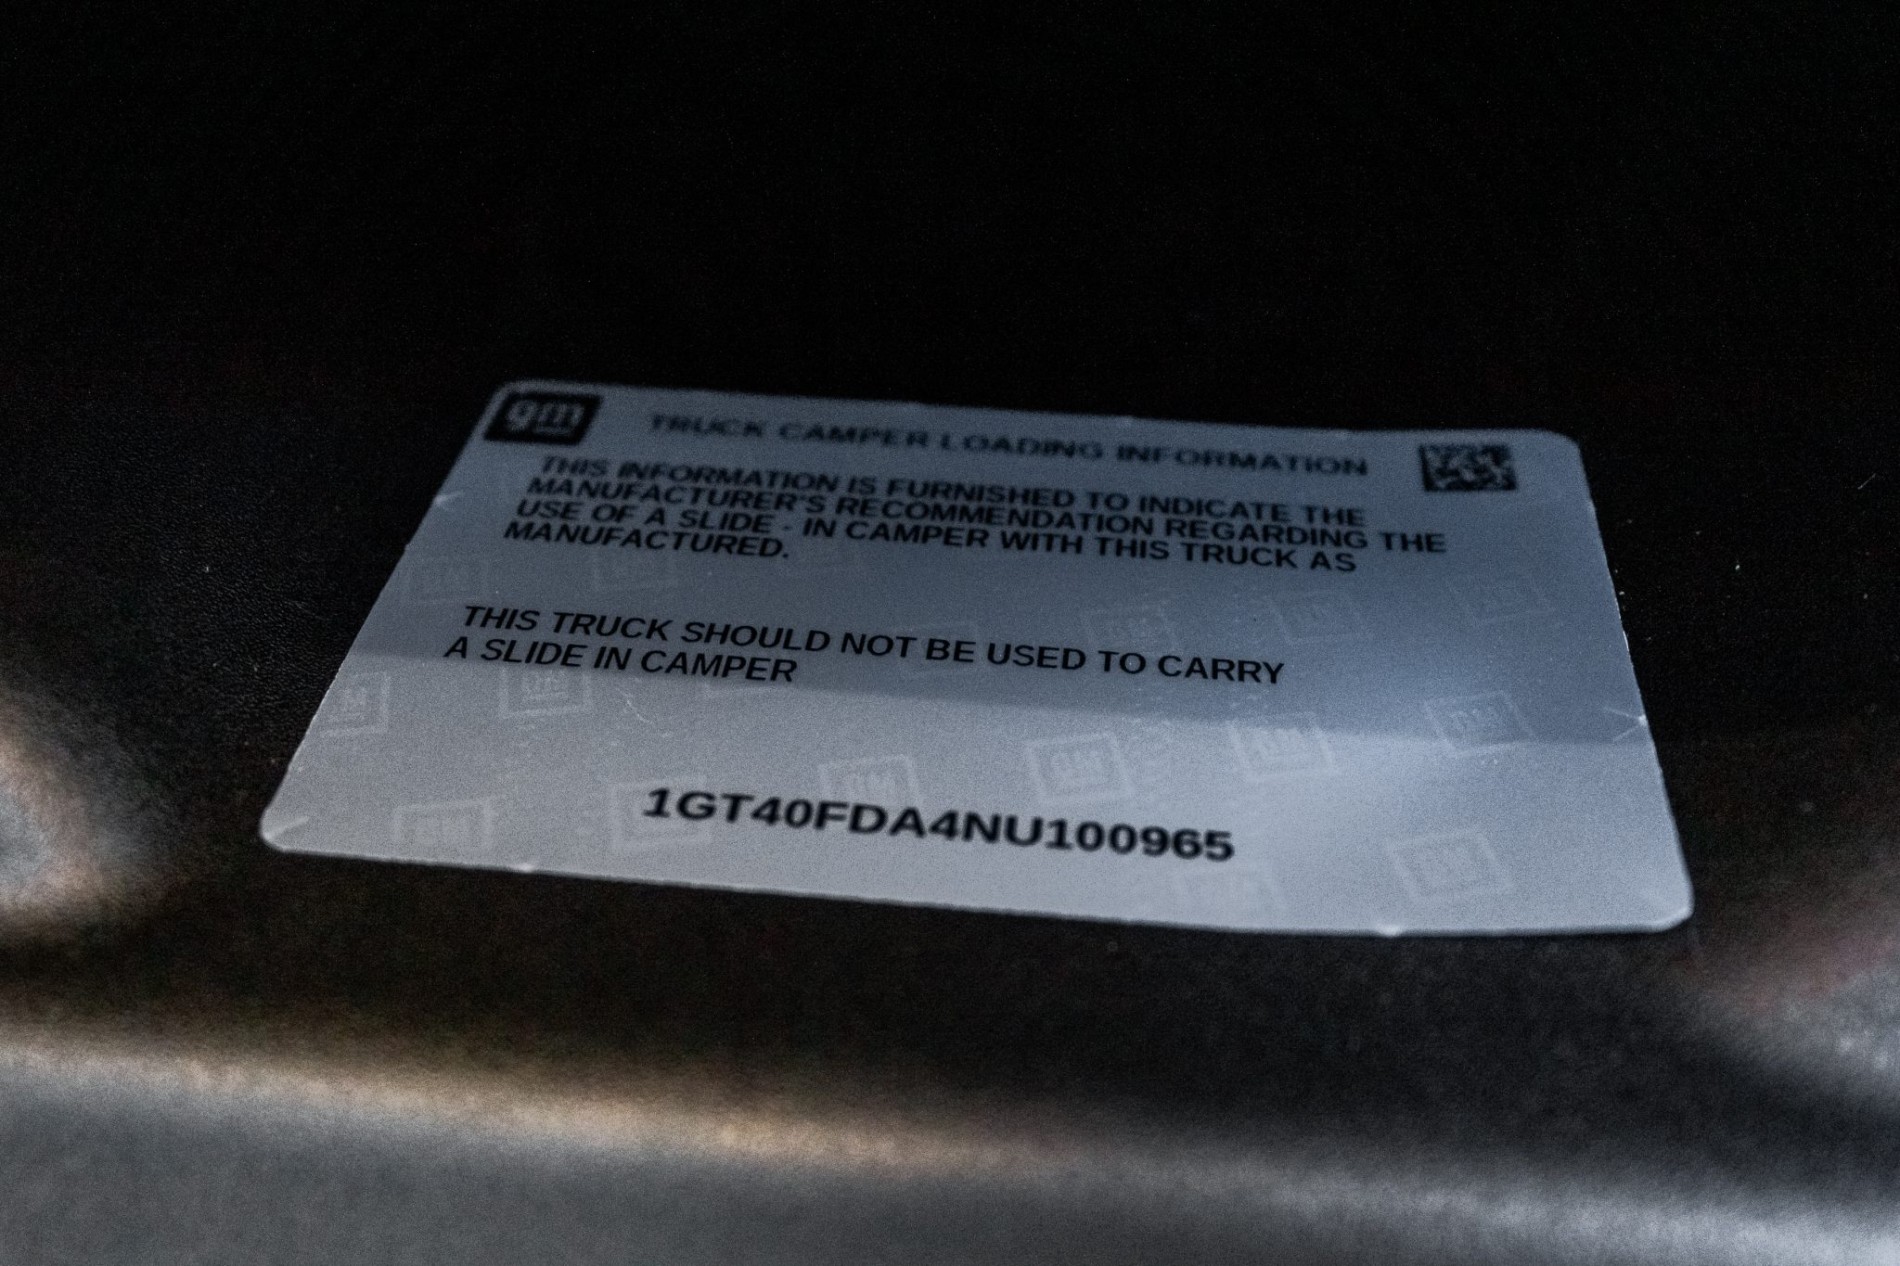 gm
TRUCK CAMPER LOADING INFORMATION
THIS INFORMATION IS FURNISHED TO INDICATE THE
MANUFACTURER'S RECOMMENDATION REGARDING THE
USE OF A SLIDE - IN CAMPER WITH THIS TRUCK AS
MANUFACTURED.
THIS TRUCK SHOULD NOT BE USED TO CARRY
A SLIDE IN CAMPER
1GT40FDA4NU100965